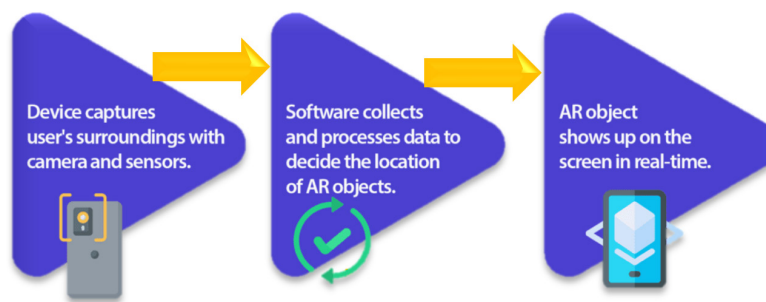 Device captures
user's surroundings with
camera and sensors.
Software collects
and processes data to
decide the location
of AR objects.
AR object
shows up on the
screen in real-time.